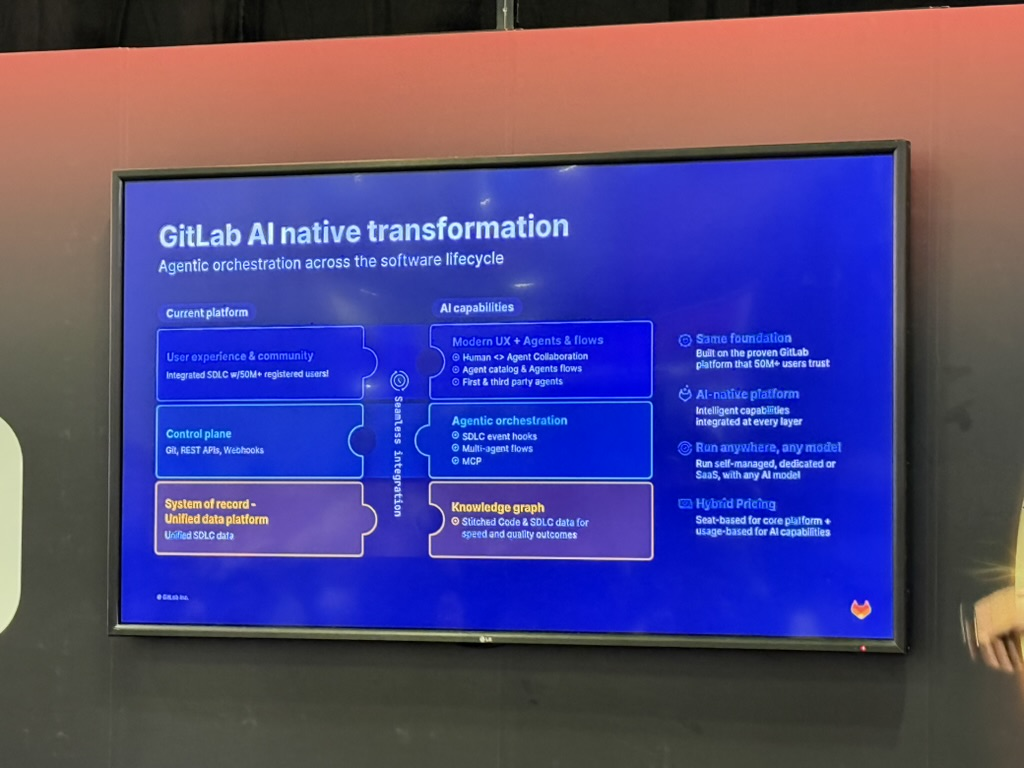 GitLab AI native transformation
Agentic orchestration across the software lifecycle
Current platform
User experience & community
Integrated SDLC w/50M+ registered users!
Control plane
Git, REST APIs, Webhooks
System of record -
Unified data platform
Unified SDLC data
Seamless integration
AI capabilities
Modern UX + Agents & flows
Human <> Agent Collaboration
Agent catalog & Agents flows
First & third party agents
Agentic orchestration
SDLC event hooks
Multi-agent flows
MCP
Knowledge graph
Stitched Code & SDLC data for
speed and quality outcomes
Same foundation
Built on the proven GitLab
platform that 50M+ users trust
AI-native platform
Intelligent capabilities
integrated at every layer
Run anywhere, any model
Run self-managed, dedicated or
SaaS, with any AI model
Hybrid Pricing
Seat-based for core platform +
usage-based for AI capabilities
© GitLab Inc.
LG